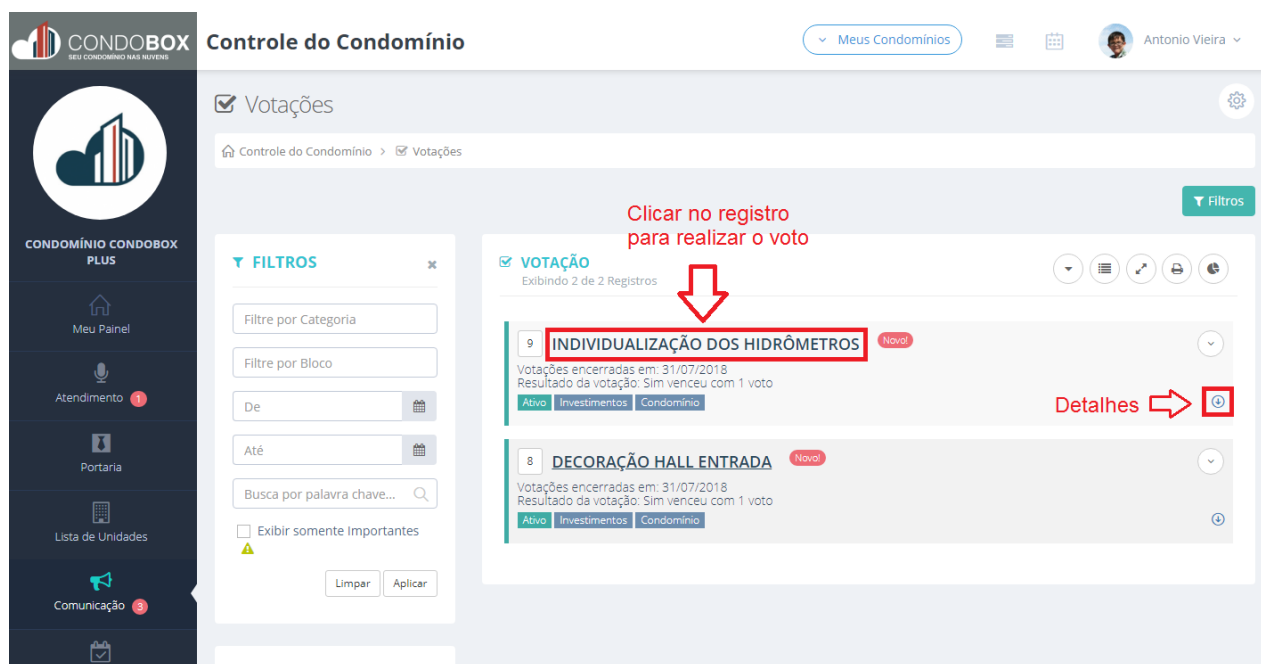 CONDOBOX
SEU CONDOMÍNIO NAS NUVENS
Controle do Condomínio
Meus Condomínios
Antonio Vieira
CONDOMÍNIO CONDOBOX
PLUS
Meu Painel
Atendimento 1
Portaria
Lista de Unidades
Comunicação 3
Votações
Controle do Condomínio > Votações
Filtros
Clicar no registro
para realizar o voto
FILTROS
Filtre por Categoria
Filtre por Bloco
De
Até
Busca por palavra chave...
Exibir somente Importantes
Limpar Aplicar
VOTAÇÃO
Exibindo 2 de 2 Registros
9 INDIVIDUALIZAÇÃO DOS HIDRÔMETROS Novo!
Votações encerradas em: 31/07/2018
Resultado da votação: Sim venceu com 1 voto
Ativo Investimentos Condomínio
Detalhes
8 DECORAÇÃO HALL ENTRADA Novo!
Votações encerradas em: 31/07/2018
Resultado da votação: Sim venceu com 1 voto
Ativo Investimentos Condomínio